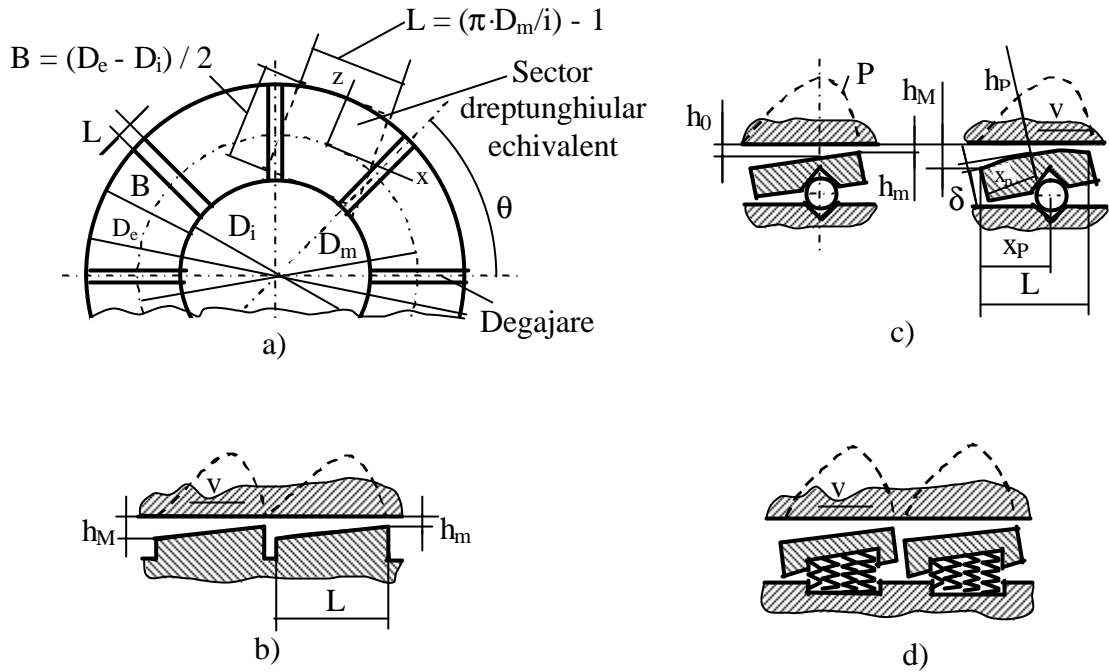 L = (π·Dm/i) - 1
B = (De - Di) / 2
z
Sector
dreptunghiular
echivalent
L
B
x
θ
De
Di
Dm
Degajare
a)
P
hM
hP
h0
v
hm
xp
δ
xP
L
c)
v
hM
hm
L
b)
v
d)